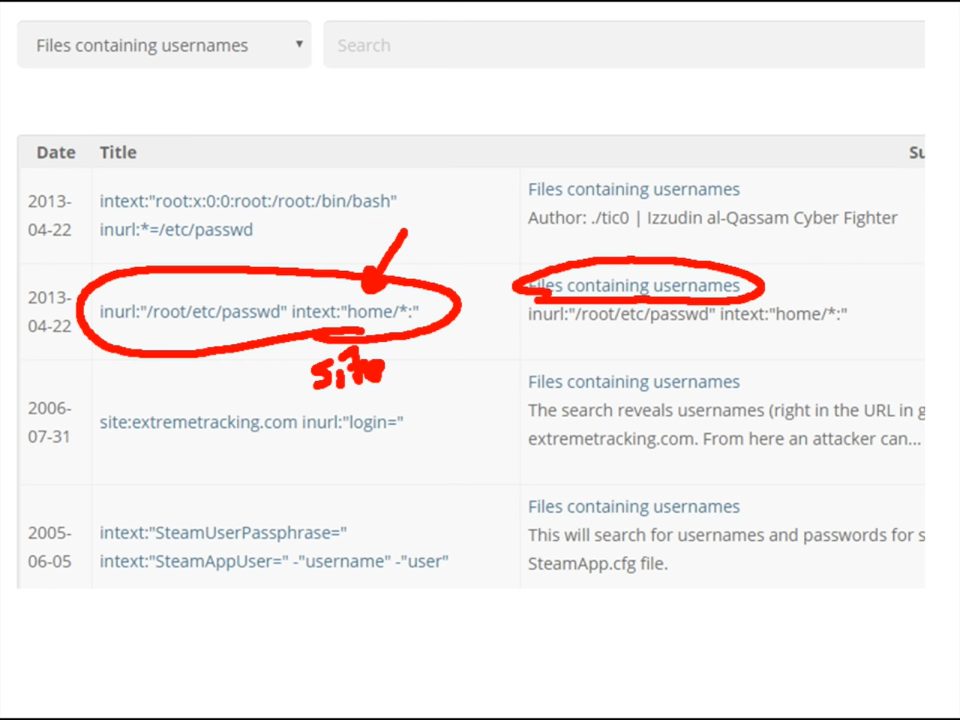 Files containing usernames
Search
Date Title Su
2013-
04-22
intext:"root:x:0:0:root:/root:/bin/bash"
inurl:*=/etc/passwd
Files containing usernames
Author: ./tic0 | Izzudin al-Qassam Cyber Fighter
2013-
04-22
inurl:"/root/etc/passwd" intext:"home/*:"
site
Files containing usernames
inurl:"/root/etc/passwd" intext:"home/*:"
2006-
07-31
site:extremetracking.com inurl:"login="
Files containing usernames
The search reveals usernames (right in the URL in g
extremetracking.com. From here an attacker can...
2005-
06-05
intext:"SteamUserPassphrase="
intext:"SteamAppUser=" -"username" -"user"
Files containing usernames
This will search for usernames and passwords for s
SteamApp.cfg file.